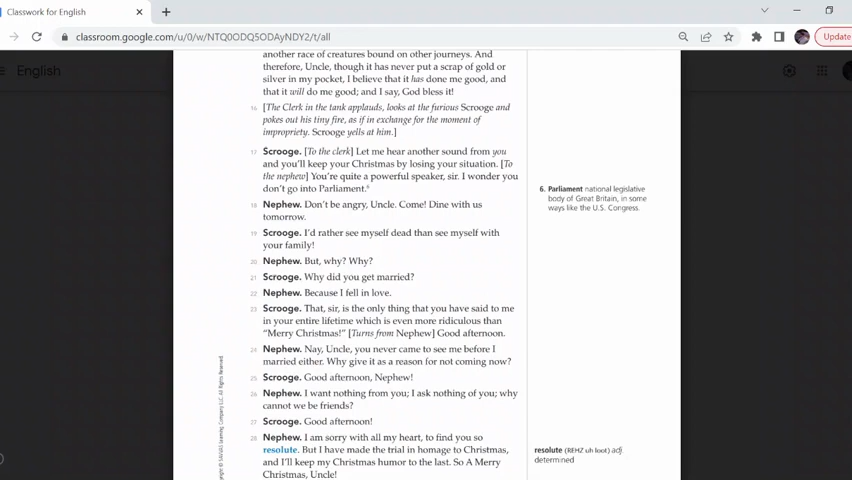 Classwork for English
classroom.google.com/u/0/w/NTQ0ODQ5ODAyNDY2/t/all
Update
English
another race of creatures bound on other journeys. And
therefore, Uncle, though it has never put a scrap of gold or
silver in my pocket, I believe that it has done me good, and
that it will do me good; and I say, God bless it!
16 [The Clerk in the tank applauds, looks at the furious Scrooge and
pokes out his tiny fire, as if in exchange for the moment of
impropriety. Scrooge yells at him.]
17 Scrooge. [To the clerk] Let me hear another sound from you
and you'll keep your Christmas by losing your situation. [To
the nephew] You're quite a powerful speaker, sir. I wonder you
don't go into Parliament.6
18 Nephew. Don't be angry, Uncle. Come! Dine with us
tomorrow.
19 Scrooge. I'd rather see myself dead than see myself with
your family!
20 Nephew. But, why? Why?
21 Scrooge. Why did you get married?
22 Nephew. Because I fell in love.
23 Scrooge. That, sir, is the only thing that you have said to me
in your entire lifetime which is even more ridiculous than
"Merry Christmas!" [Turns from Nephew] Good afternoon.
24 Nephew. Nay, Uncle, you never came to see me before I
married either. Why give it as a reason for not coming now?
25 Scrooge. Good afternoon, Nephew!
26 Nephew. I want nothing from you; I ask nothing of you; why
cannot we be friends?
27 Scrooge. Good afternoon!
28 Nephew. I am sorry with all my heart, to find you so
resolute. But I have made the trial in homage to Christmas,
and I'll keep my Christmas humor to the last. So A Merry
Christmas, Uncle!
6. Parliament national legislative
body of Great Britain, in some
ways like the U.S. Congress.
resolute (REHZ uh loot) adj
determined
© SAVVAS Learning Company LLC. All Rights Reserved.